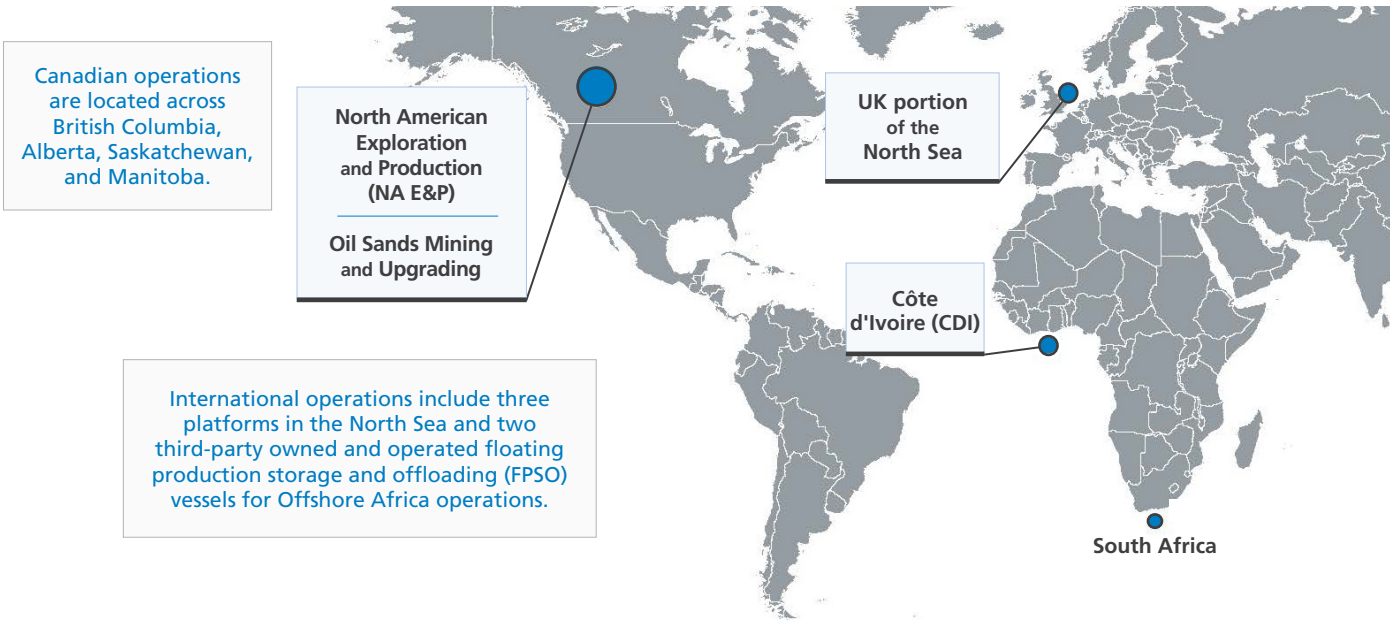 Canadian operations
are located across
British Columbia,
Alberta, Saskatchewan,
and Manitoba.
North American
Exploration
and Production
(NA E&P)
Oil Sands Mining
and Upgrading
UK portion
of the
North Sea
Côte
d'Ivoire (CDI)
International operations include three
platforms in the North Sea and two
third-party owned and operated floating
production storage and offloading (FPSO)
vessels for Offshore Africa operations.
South Africa